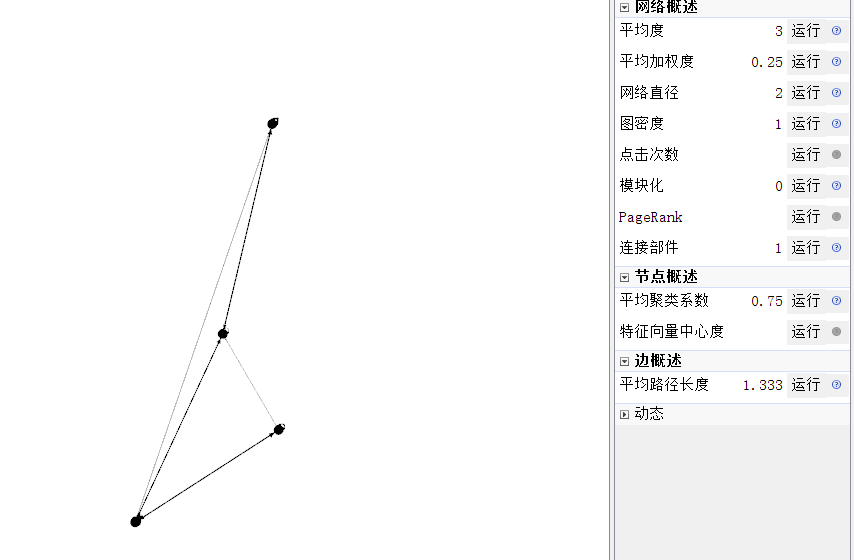 网络概述
平均度 3 运行
平均加权度 0.25 运行
网络直径 2 运行
图密度 1 运行
点击次数 运行
模块化 0 运行
PageRank 运行
连接部件 1 运行
节点概述
平均聚类系数 0.75 运行
特征向量中心度 运行
边概述
平均路径长度 1.333 运行
动态